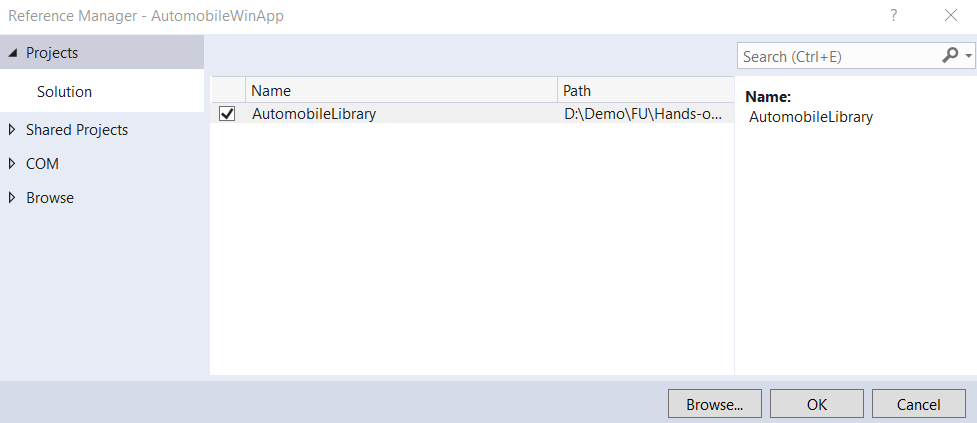 Reference Manager - AutomobileWinApp ?
Projects
Search (Ctrl+E)
Solution
Shared Projects
COM
Browse
Name Path
AutomobileLibrary D:\Demo\FU\Hands-o...
Name:
AutomobileLibrary
Browse... OK Cancel